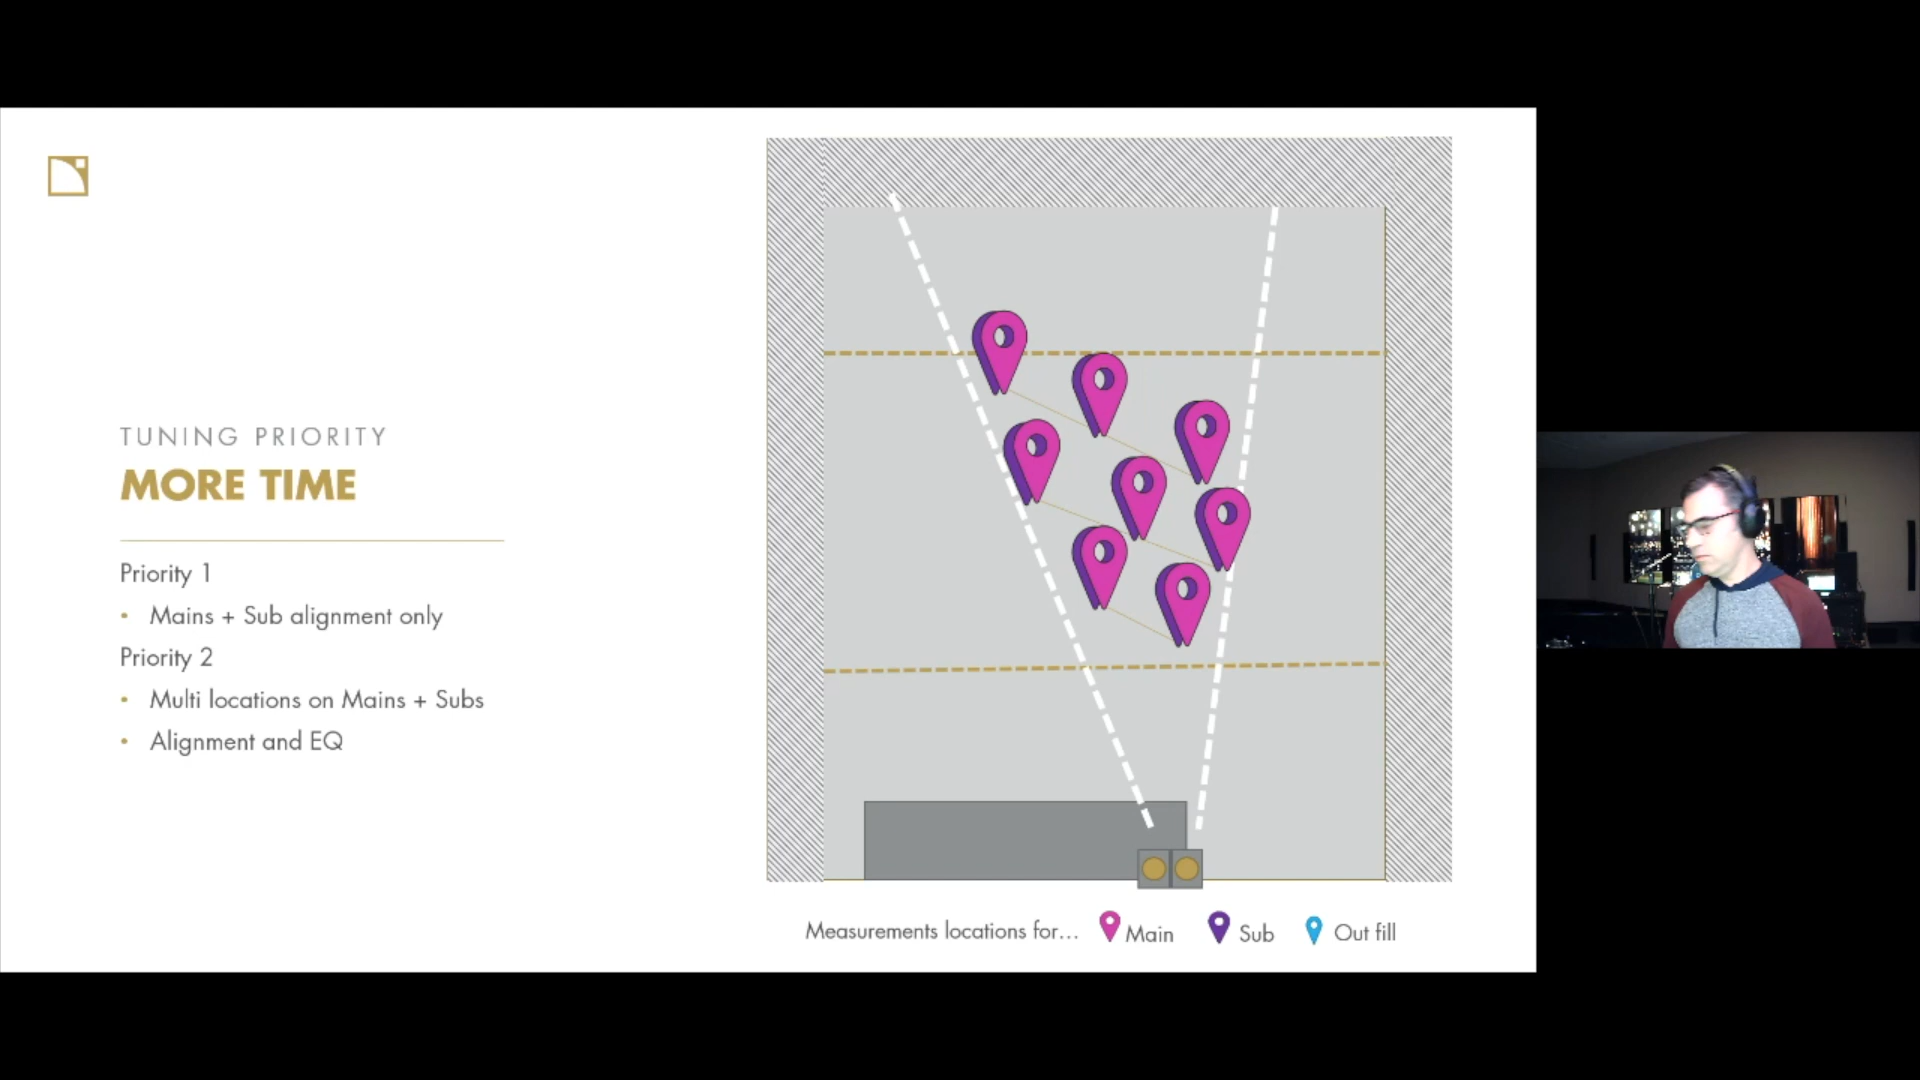 TUNING PRIORITY
MORE TIME
Priority 1
• Mains + Sub alignment only
Priority 2
• Multi locations on Mains + Subs
• Alignment and EQ
Measurements locations for... Main Sub Out fill